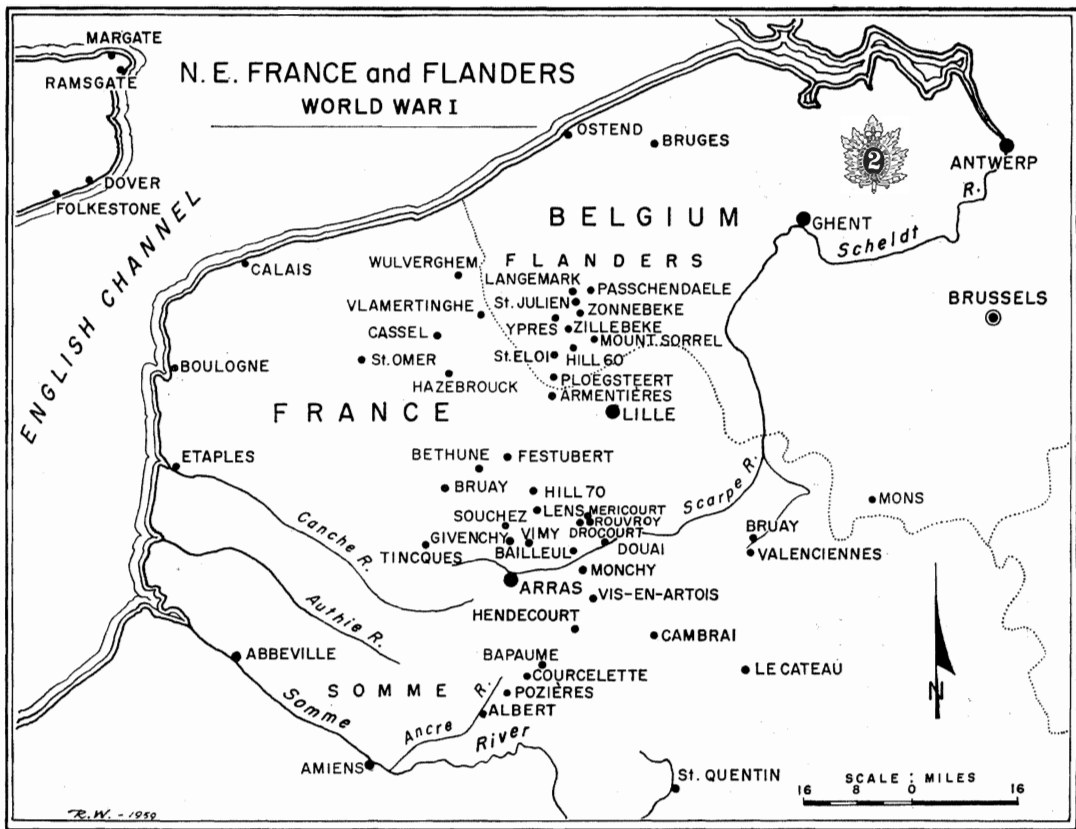 MARGATE
RAMSGATE
N. E. FRANCE and FLANDERS
WORLD WAR I
OSTEND
BRUGES
2
ANTWERP
DOVER
FOLKESTONE
ENGLISH CHANNEL
BELGIUM
GHENT
Scheldt R.
FLANDERS
CALAIS
WULVERGHEM
LANGEMARK
PASSCHENDAELE
St. JULIEN
ZONNEBEKE
VLAMERTINGHE
BRUSSELS
YPRES
ZILLEBEKE
CASSEL
MOUNT SORREL
St. OMER
St. ELOI
HILL 60
BOULOGNE
HAZEBROUCK
PLOEGSTEERT
ARMENTIÈRES
FRANCE
LILLE
ETAPLES
BETHUNE
FESTUBERT
BRUAY
HILL 70
Scarpe R.
MONS
LENS
MERICOURT
SOUCHEZ
ROUVROY
Canche R.
GIVENCHY
VIMY
DROCOURT
BRUAY
TINCQUES
BAILLEUL
DOUAI
VALENCIENNES
MONCHY
ARRAS
VIS-EN-ARTOIS
Authie R.
HENDECOURT
CAMBRAI
ABBEVILLE
BAPAUME
LE CATEAU
COURCELETTE
SOMME
POZIÈRES
ALBERT
N
Somme River
Ancre R.
AMIENS
St. QUENTIN
SCALE : MILES
16 8 0 16
R.W. - 1959